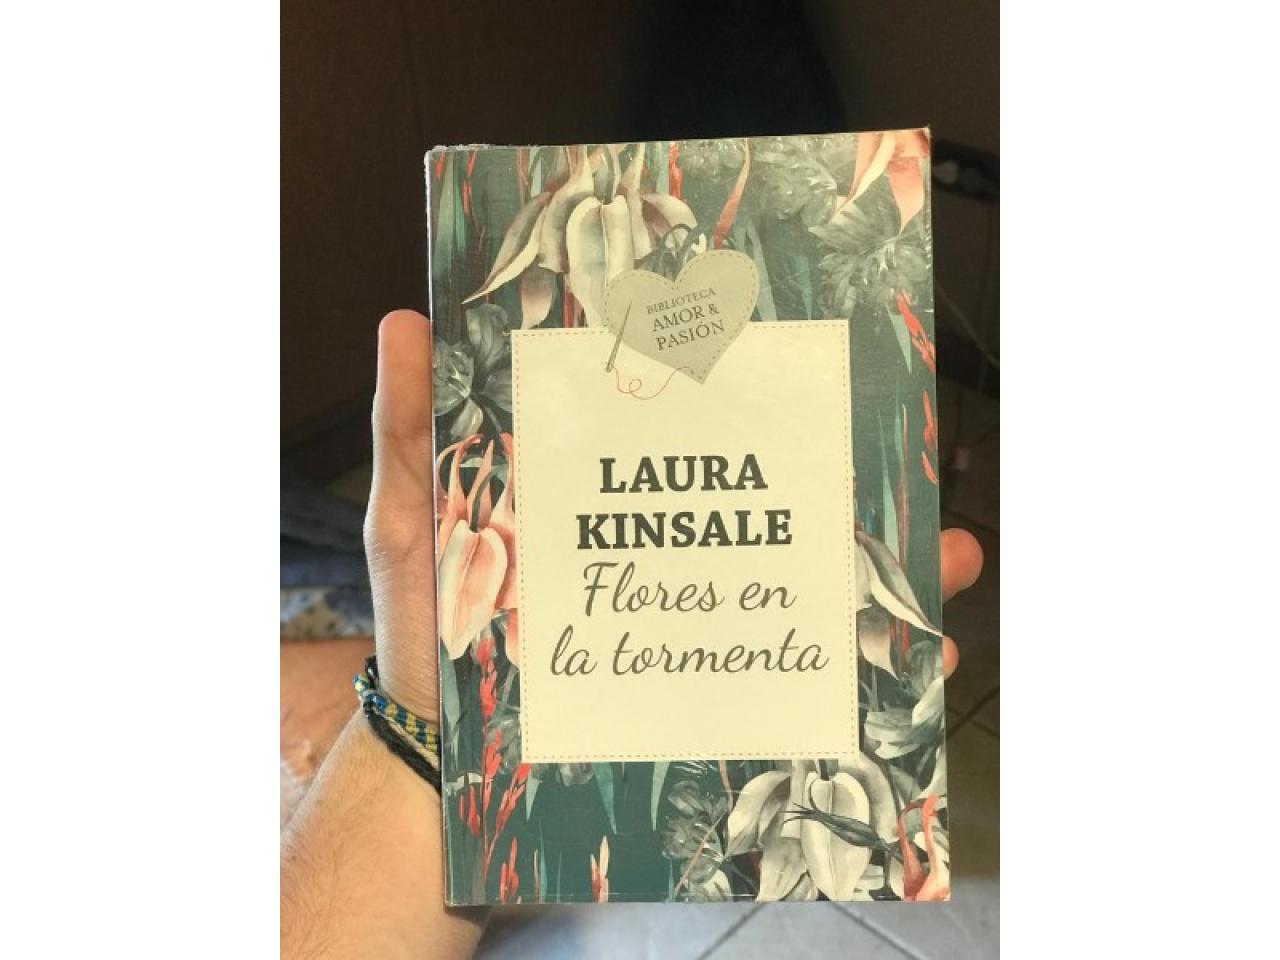 BIBLIOTECA
AMOR &
PASIÓN
LAURA
KINSALE
Flores en
la tormenta